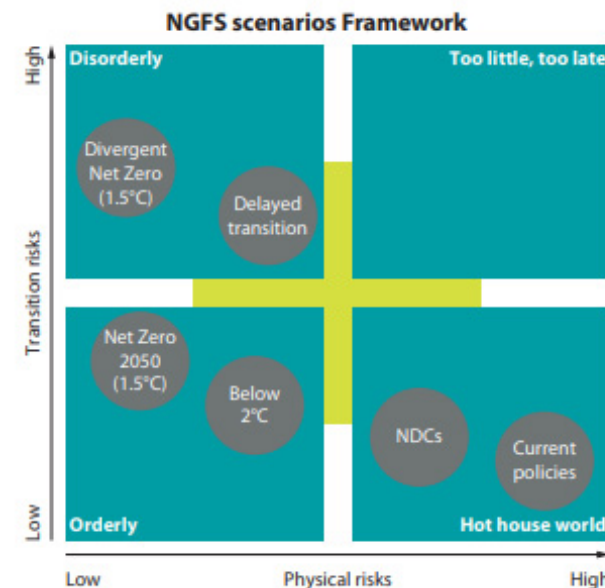 NGFS scenarios Framework
High
Disorderly
Too little, too late
Divergent
Net Zero
(1.5°C)
Delayed
transition
Transition risks
Net Zero
2050
(1.5°C)
Below
2°C
NDCs
Current
policies
Low
Orderly
Hot house world
Low
Physical risks
High